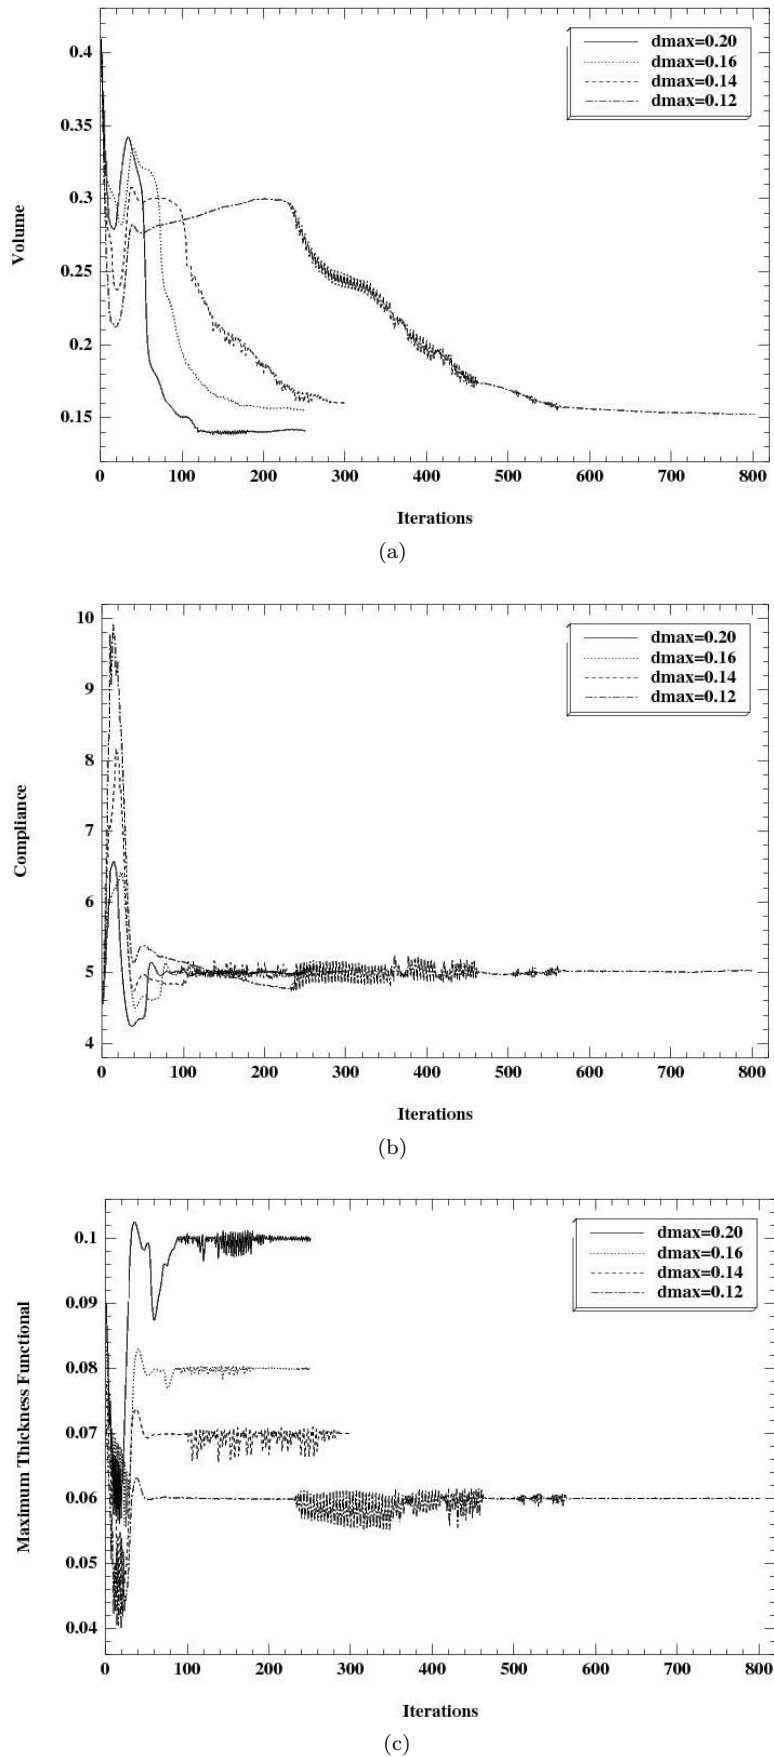 dmax=0.20
dmax=0.16
dmax=0.14
dmax=0.12
0.4
0.35
0.3
0.25
0.2
0.15
Volume
0 100 200 300 400 500 600 700 800
Iterations
(a)
dmax=0.20
dmax=0.16
dmax=0.14
dmax=0.12
10
9
8
7
6
5
4
Compliance
0 100 200 300 400 500 600 700 800
Iterations
(b)
dmax=0.20
dmax=0.16
dmax=0.14
dmax=0.12
0.1
0.09
0.08
0.07
0.06
0.05
0.04
Maximum Thickness Functional
0 100 200 300 400 500 600 700 800
Iterations
(c)